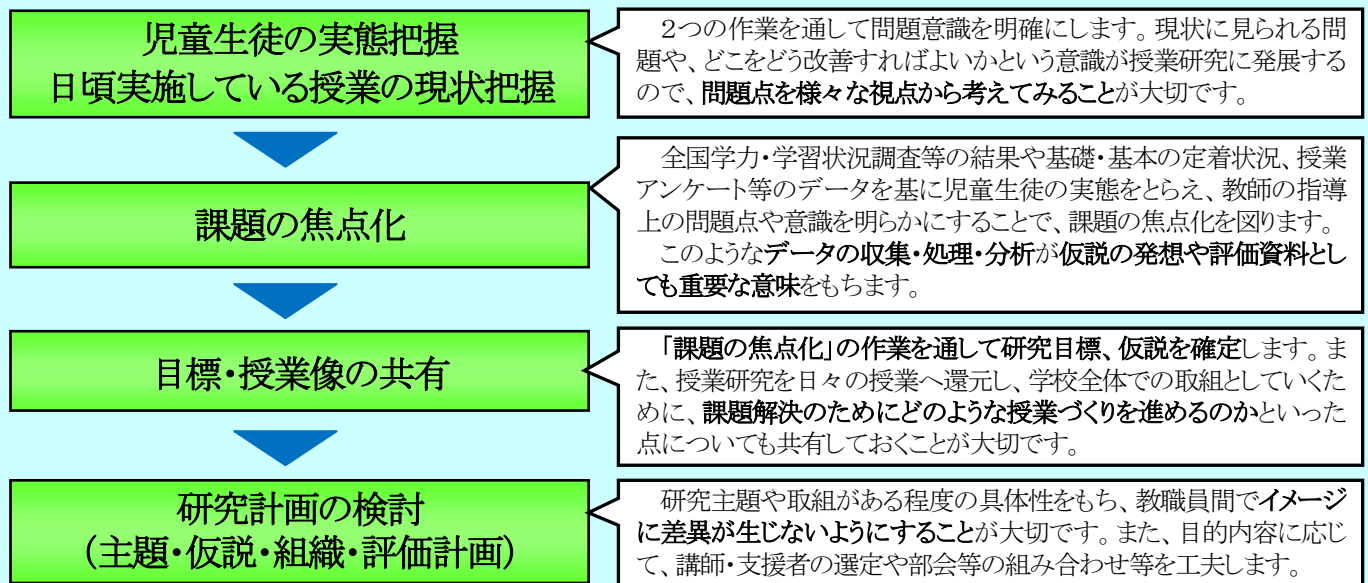 児童生徒の実態把握
日頃実施している授業の現状把握
2つの作業を通して問題意識を明確にします。現状に見られる問
題や、どこをどう改善すればよいかという意識が授業研究に発展する
ので、問題点を様々な視点から考えてみることが大切です。
課題の焦点化
全国学力・学習状況調査等の結果や基礎・基本の定着状況、授業
アンケート等のデータを基に児童生徒の実態をとらえ、教師の指導
上の問題点や意識を明らかにすることで、課題の焦点化を図ります。
このようなデータの収集・処理・分析が仮説の発想や評価資料とし
ても重要な意味をもちます。
目標・授業像の共有
「課題の焦点化」の作業を通して研究目標、仮説を確定します。ま
た、授業研究を日々の授業へ還元し、学校全体での取組としていくた
めに、課題解決のためにどのような授業づくりを進めるのかといった
点についても共有しておくことが大切です。
研究計画の検討
(主題・仮説・組織・評価計画)
研究主題や取組がある程度の具体性をもち、教職員間でイメージ
に差異が生じないようにすることが大切です。また、目的内容に応じ
て、講師・支援者の選定や部会等の組み合わせ等を工夫します。